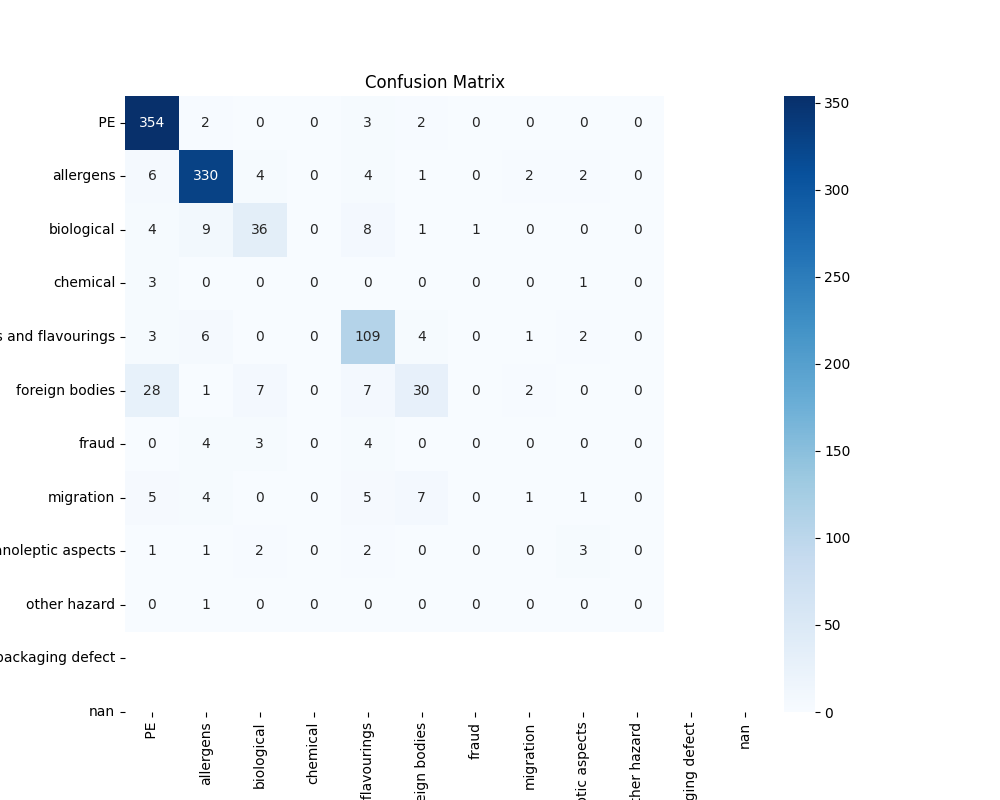 Confusion Matrix
PE 354 2 0 0 3 2 0 0 0 0
allergens 6 330 4 0 4 1 0 2 2 0
biological 4 9 36 0 8 1 1 0 0 0
chemical 3 0 0 0 0 0 0 0 1 0
s and flavourings 3 6 0 0 109 4 0 1 2 0
foreign bodies 28 1 7 0 7 30 0 2 0 0
fraud 0 4 3 0 4 0 0 0 0 0
migration 5 4 0 0 5 7 0 1 1 0
noleptic aspects 1 1 2 0 2 0 0 0 3 0
other hazard 0 1 0 0 0 0 0 0 0 0
packaging defect
nan
PE
allergens
biological
chemical
flavourings
eign bodies
fraud
migration
tic aspects
her hazard
ging defect
nan
350
300
250
200
150
100
50
0